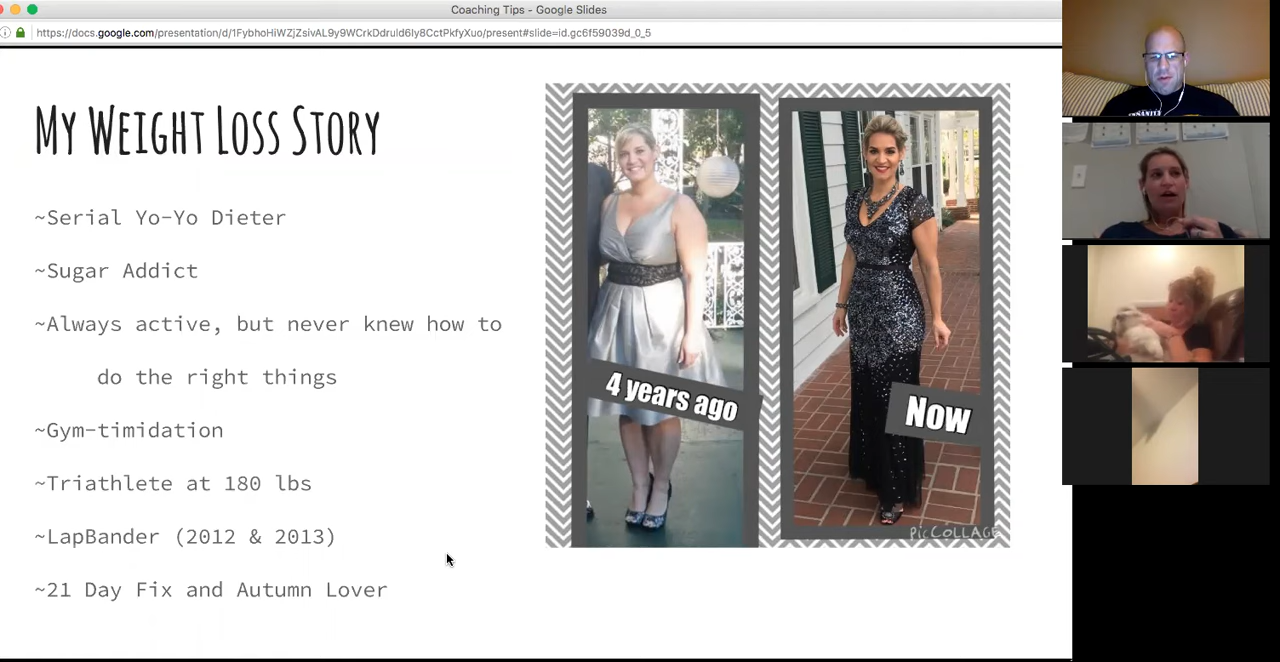 Coaching Tips - Google Slides
https://docs.google.com/presentation/d/1FybhoHiWZjZsivAL9y9WCrkDdruld6Iy8CctPkfyXuo/present#slide=id.gc6f59039d_0_5
My Weight Loss Story
~Serial Yo-Yo Dieter
~Sugar Addict
~Always active, but never knew how to
do the right things
~Gym-timidation
~Triathlete at 180 lbs
~LapBander (2012 & 2013)
~21 Day Fix and Autumn Lover
4 years ago
Now
PicCOLLAGE